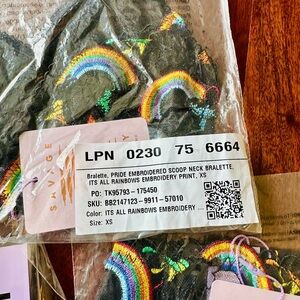 LPN 0230 75 6664
Bralette, PRIDE EMBROIDERED SCOOP NECK BRALETTE,
ITS ALL RAINBOWS EMBROIDERY PRINT, XS
PO: TK95793-175450
SKU: BB2147123-9911-57010
Color: ITS ALL RAINBOWS EMBROIDERY
Size: XS
SAVAGE